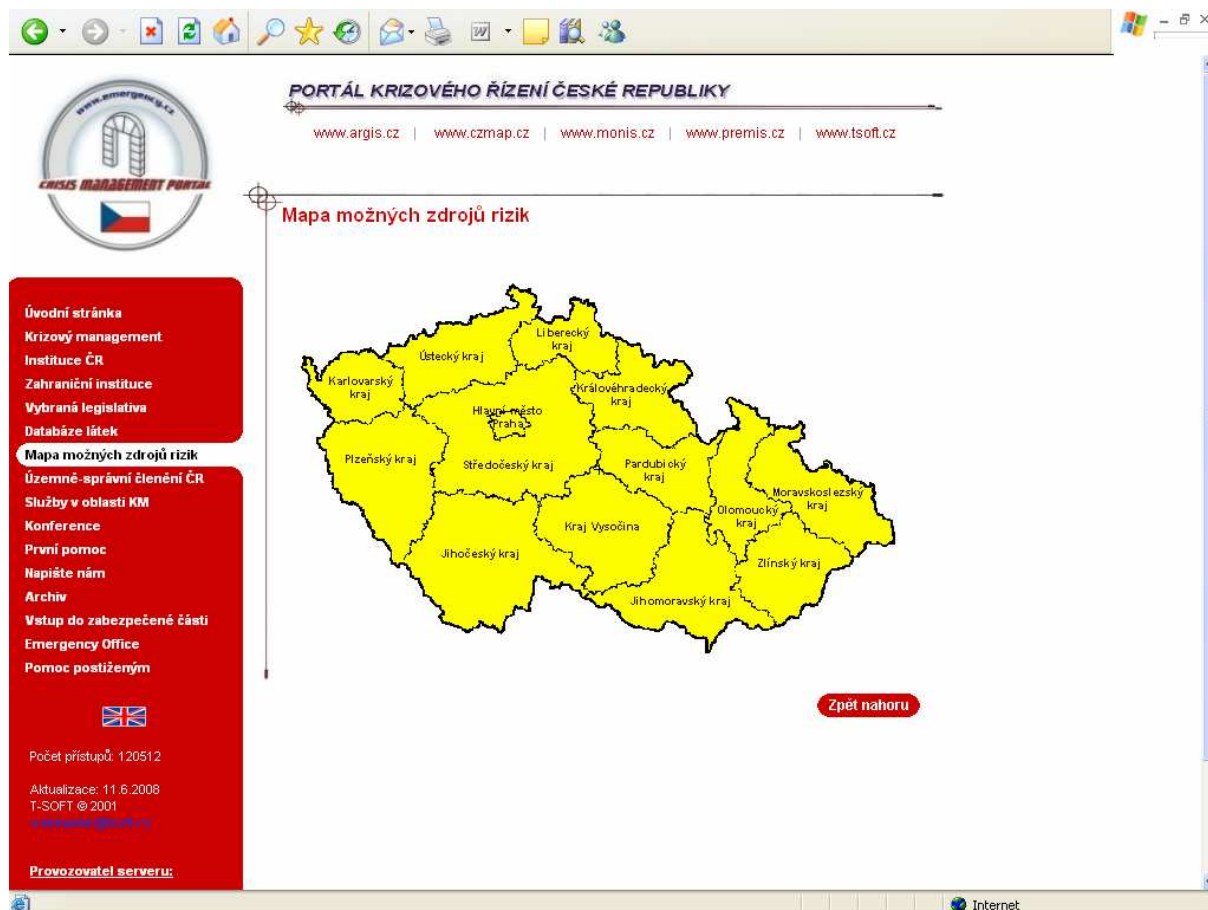 www.emergency.cz
CRISIS MANAGEMENT PORTAL
PORTÁL KRIZOVÉHO ŘÍZENÍ ČESKÉ REPUBLIKY
www.argis.cz | www.czmap.cz | www.monis.cz | www.premis.cz | www.tsoft.cz
Mapa možných zdrojů rizik
Úvodní stránka
Krizový management
Instituce ČR
Zahraniční instituce
Vybraná legislativa
Databáze látek
Mapa možných zdrojů rizik
Územně-správní členění ČR
Služby v oblasti KM
Konference
První pomoc
Napište nám
Archiv
Vstup do zabezpečené části
Emergency Office
Pomoc postiženým
Počet přístupů: 120512
Aktualizace: 11.6.2008
T-SOFT © 2001
Provozovatel serveru:
Liberecký
kraj
Ústecký kraj
Karlovarský
kraj
Královéhradecký
kraj
Hlavní město
Praha
Plzeňský kraj
Středočeský kraj
Pardubický
kraj
Moravskoslezský
kraj
Olomoucký
kraj
Kraj Vysočina
Jihočeský kraj
Zlínský kraj
Jihomoravský kraj
Zpět nahoru
Internet